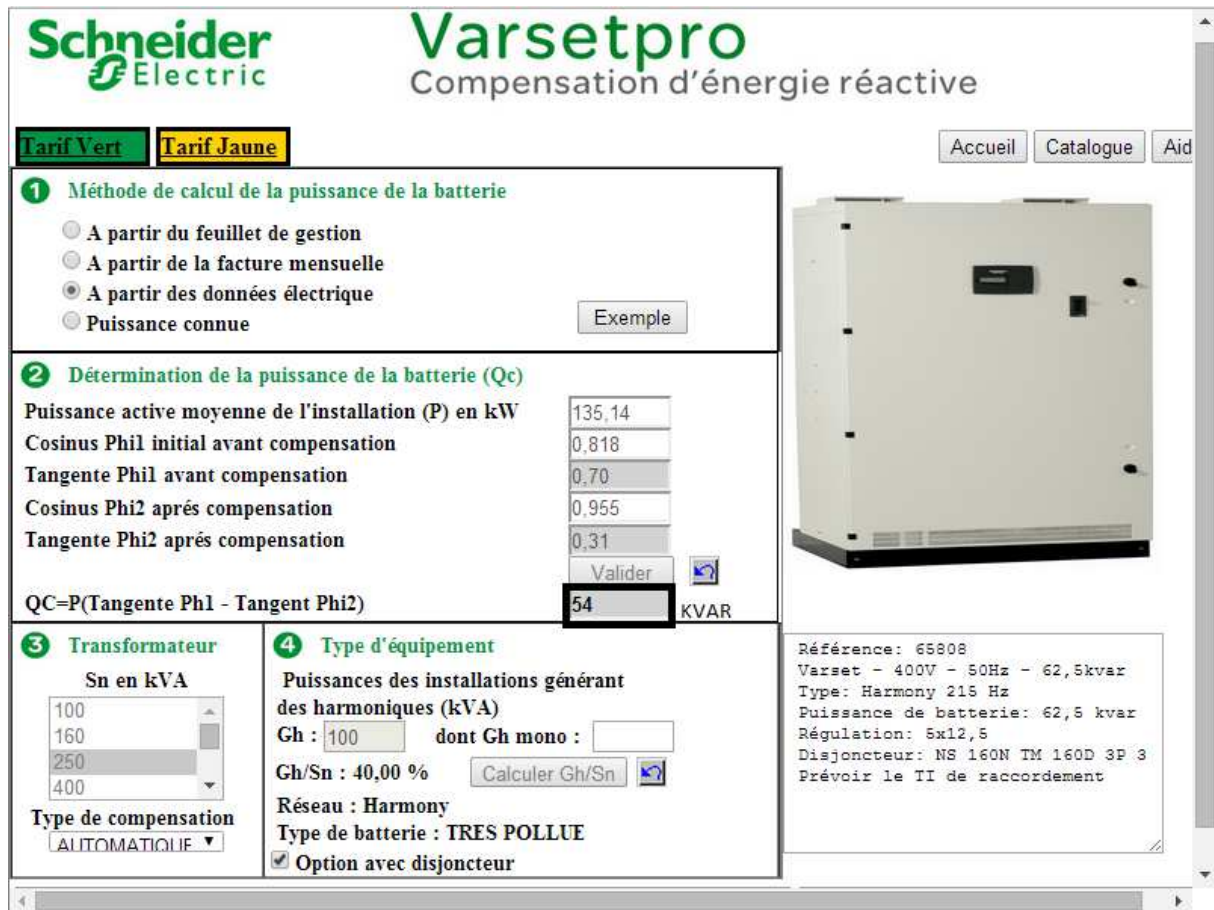 Schneider
Electric
Varsetpro
Compensation d'énergie réactive
Tarif Vert
Tarif Jaune
Accueil
Catalogue
Aid
1 Méthode de calcul de la puissance de la batterie
A partir du feuillet de gestion
A partir de la facture mensuelle
A partir des données électrique
Puissance connue
Exemple
2 Détermination de la puissance de la batterie (Qc)
Puissance active moyenne de l'installation (P) en kW 135,14
Cosinus Phi1 initial avant compensation 0,818
Tangente Phi1 avant compensation 0,70
Cosinus Phi2 aprés compensation 0,955
Tangente Phi2 aprés compensation 0,31
Valider
QC=P(Tangente Ph1 - Tangent Phi2) 54 KVAR
3 Transformateur
Sn en kVA
100
160
250
400
Type de compensation
AUTOMATIQUE
4 Type d'équipement
Puissances des installations générant
des harmoniques (kVA)
Gh : 100 dont Gh mono :
Gh/Sn : 40,00 % Calculer Gh/Sn
Réseau : Harmony
Type de batterie : TRES POLLUE
Option avec disjoncteur
Référence: 65808
Varset - 400V - 50Hz - 62,5kvar
Type: Harmony 215 Hz
Puissance de batterie: 62,5 kvar
Régulation: 5x12,5
Disjoncteur: NS 160N TM 160D 3P 3
Prévoir le TI de raccordement